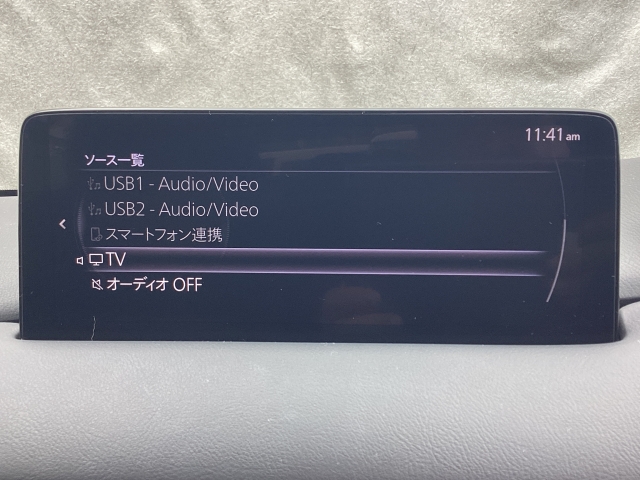 11:41 am
ソース一覧
USB1 - Audio/Video
USB2 - Audio/Video
スマートフォン連携
TV
オーディオ OFF